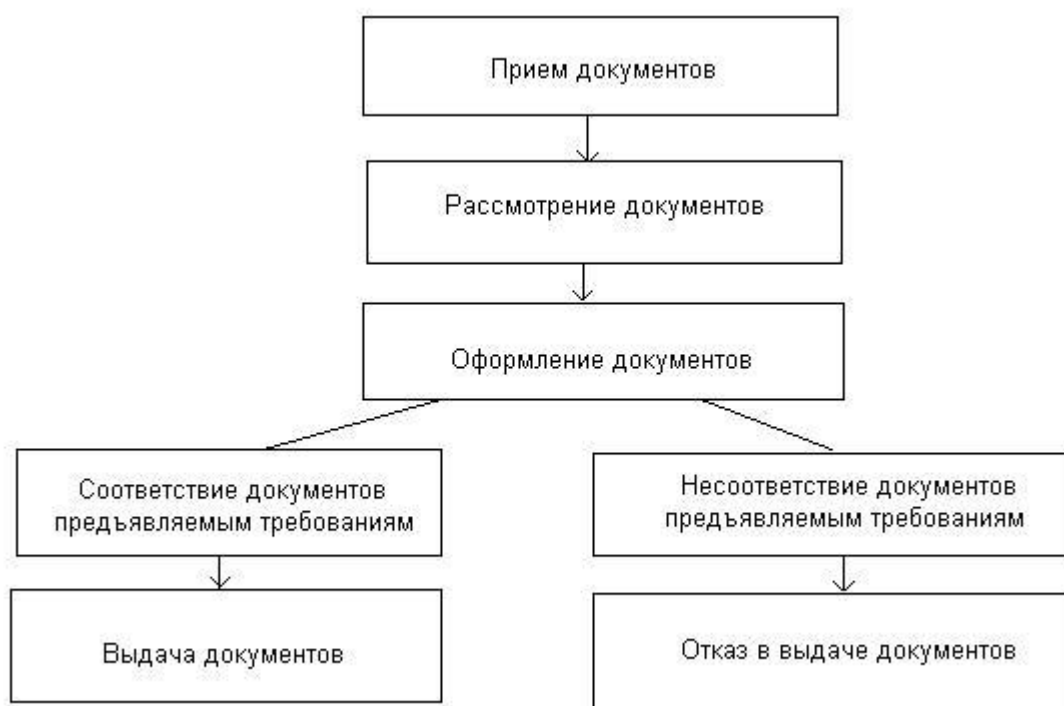 Прием документов
Рассмотрение документов
Оформление документов
Соответствие документов
предъявляемым требованиям
Несоответствие документов
предъявляемым требованиям
Выдача документов
Отказ в выдаче документов